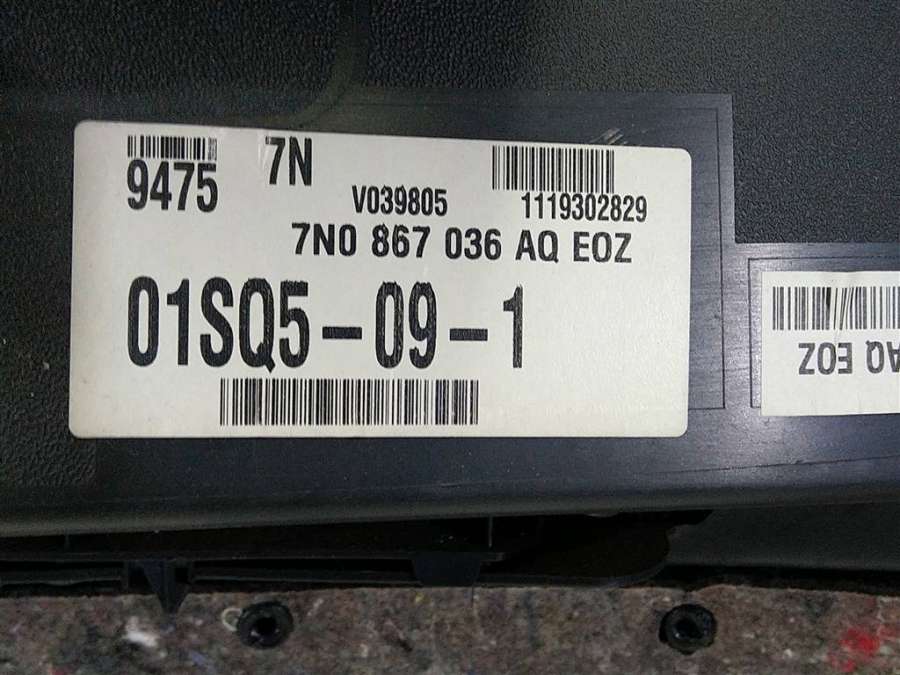 7N
9475
V039805
1119302829
7N0 867 036 AQ EOZ
01SQ5-09-1
AQ EOZ